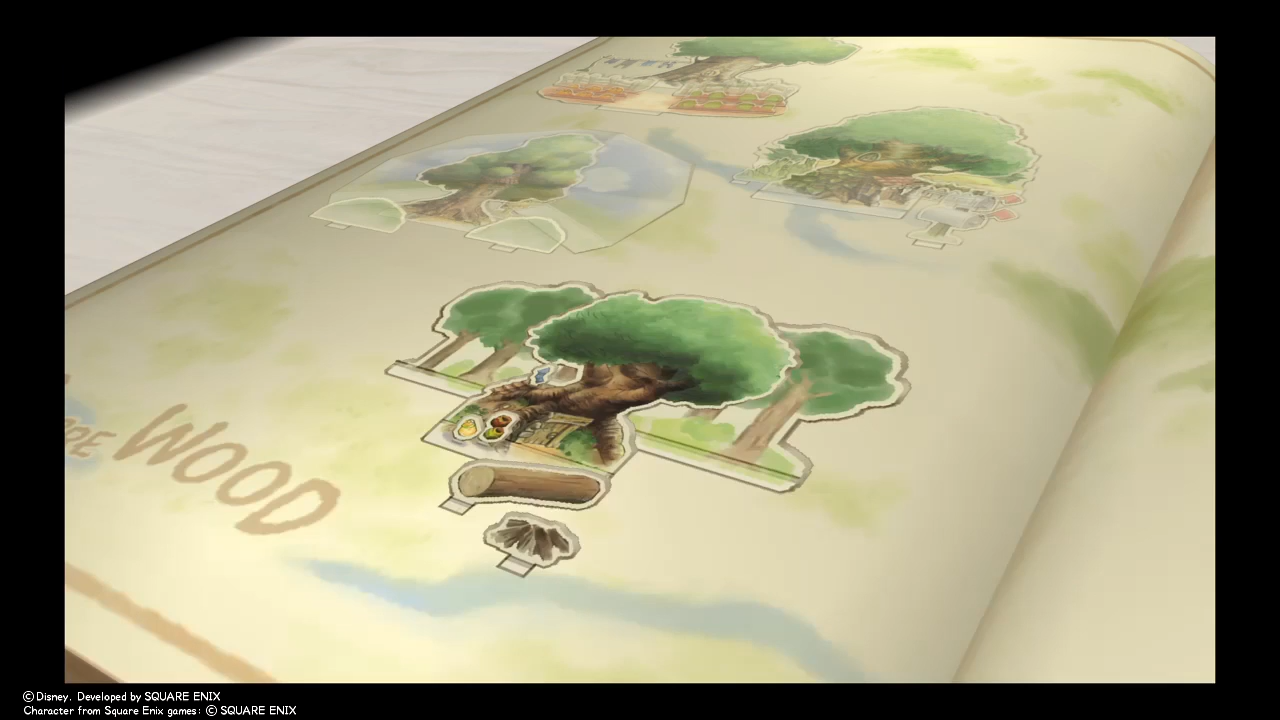 WOOD
©Disney. Developed by SQUARE ENIX
Character from Square Enix games: © SQUARE ENIX